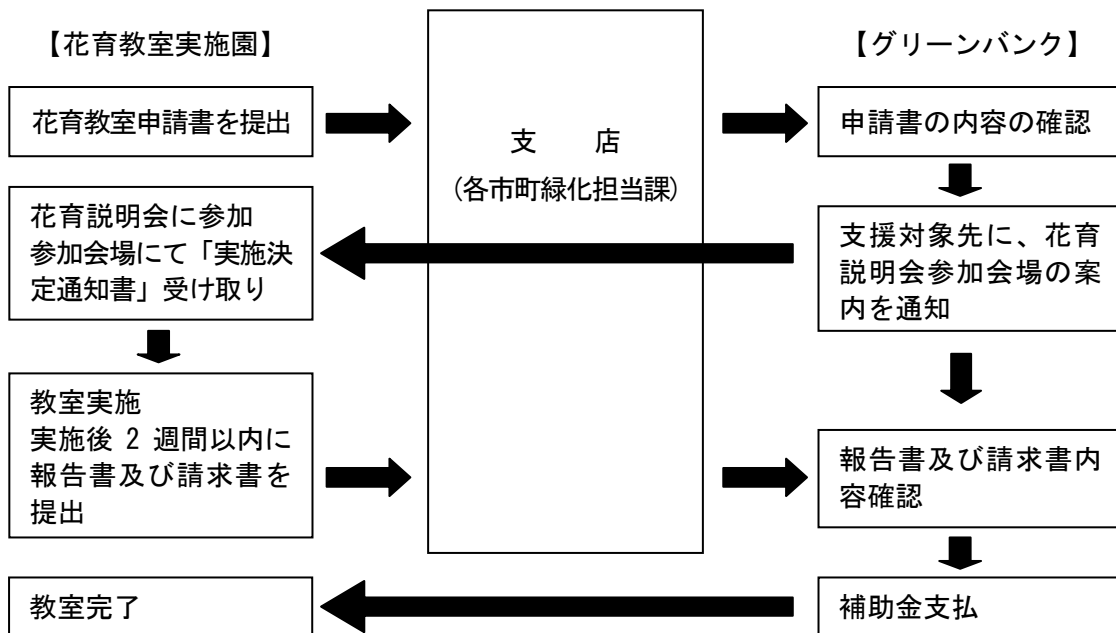 【花育教室実施園】
花育教室申請書を提出
花育説明会に参加
参加会場にて「実施決
定通知書」受け取り
教室実施
実施後 2 週間以内に
報告書及び請求書を
提出
教室完了
支　　店
(各市町緑化担当課)
【グリーンバンク】
申請書の内容の確認
支援対象先に、花育
説明会参加会場の案
内を通知
報告書及び請求書内
容確認
補助金支払